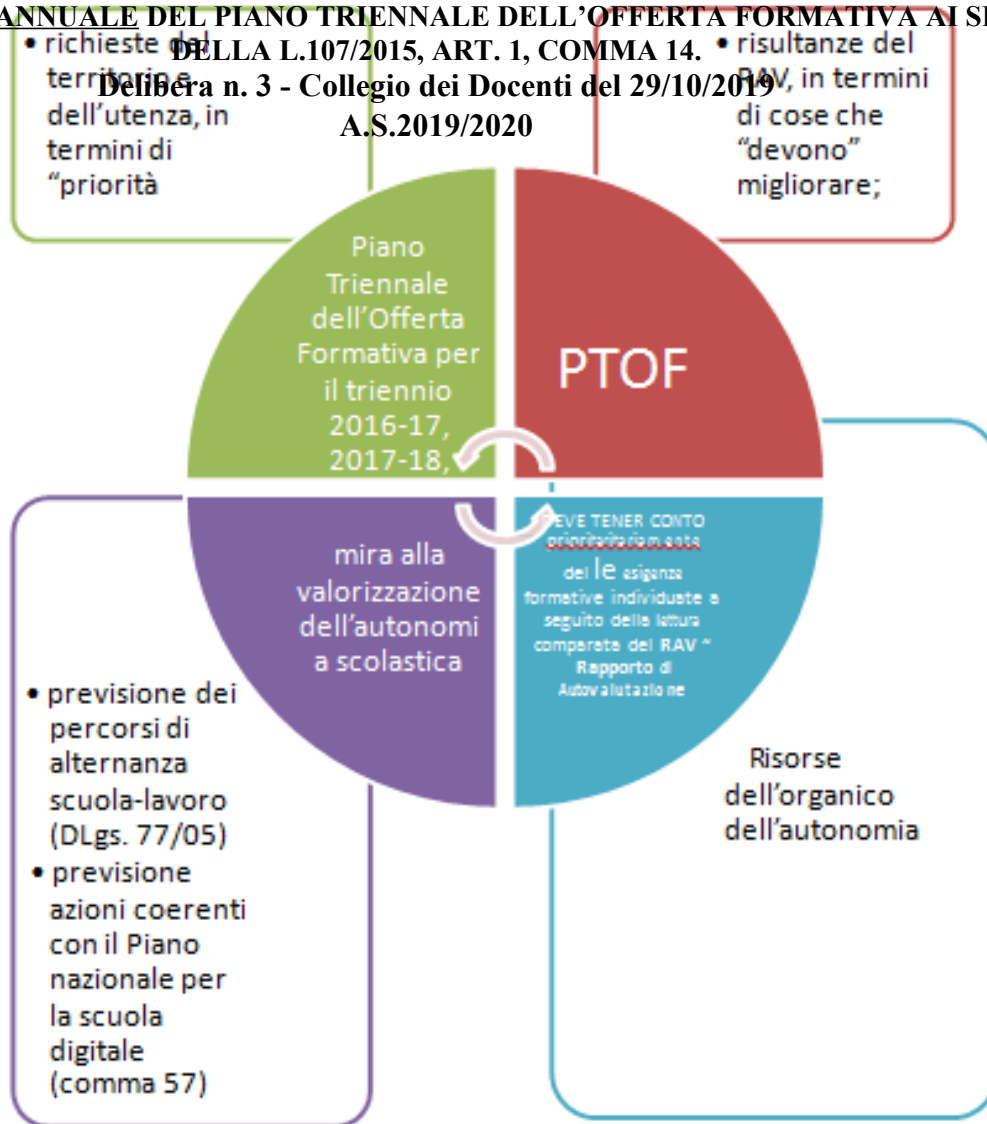 ANNUALE DEL PIANO TRIENNALE DELL'OFFERTA FORMATIVA AI
DELLA L.107/2015, ART. 1, COMMA 14.
Delibera n. 3 - Collegio dei Docenti del 29/10/2019
A.S.2019/2020
• richieste del
territorio e
dell'utenza, in
termini di
"priorità
• risultanze del
RAV, in termini
di cose che
"devono"
migliorare;
Piano
Triennale
dell'Offerta
Formativa per
il triennio
2016-17,
2017-18,
PTOF
mira alla
valorizzazione
dell'autonomi
a scolastica
DEVE TENER CONTO
del le esigenze
formative individuate a
seguito della lettura
comparata del RAV "
Rapporto di
Autovalutazione
• previsione dei
percorsi di
alternanza
scuola-lavoro
(DLgs. 77/05)
• previsione
azioni coerenti
con il Piano
nazionale per
la scuola
digitale
(comma 57)
Risorse
dell'organico
dell'autonomia